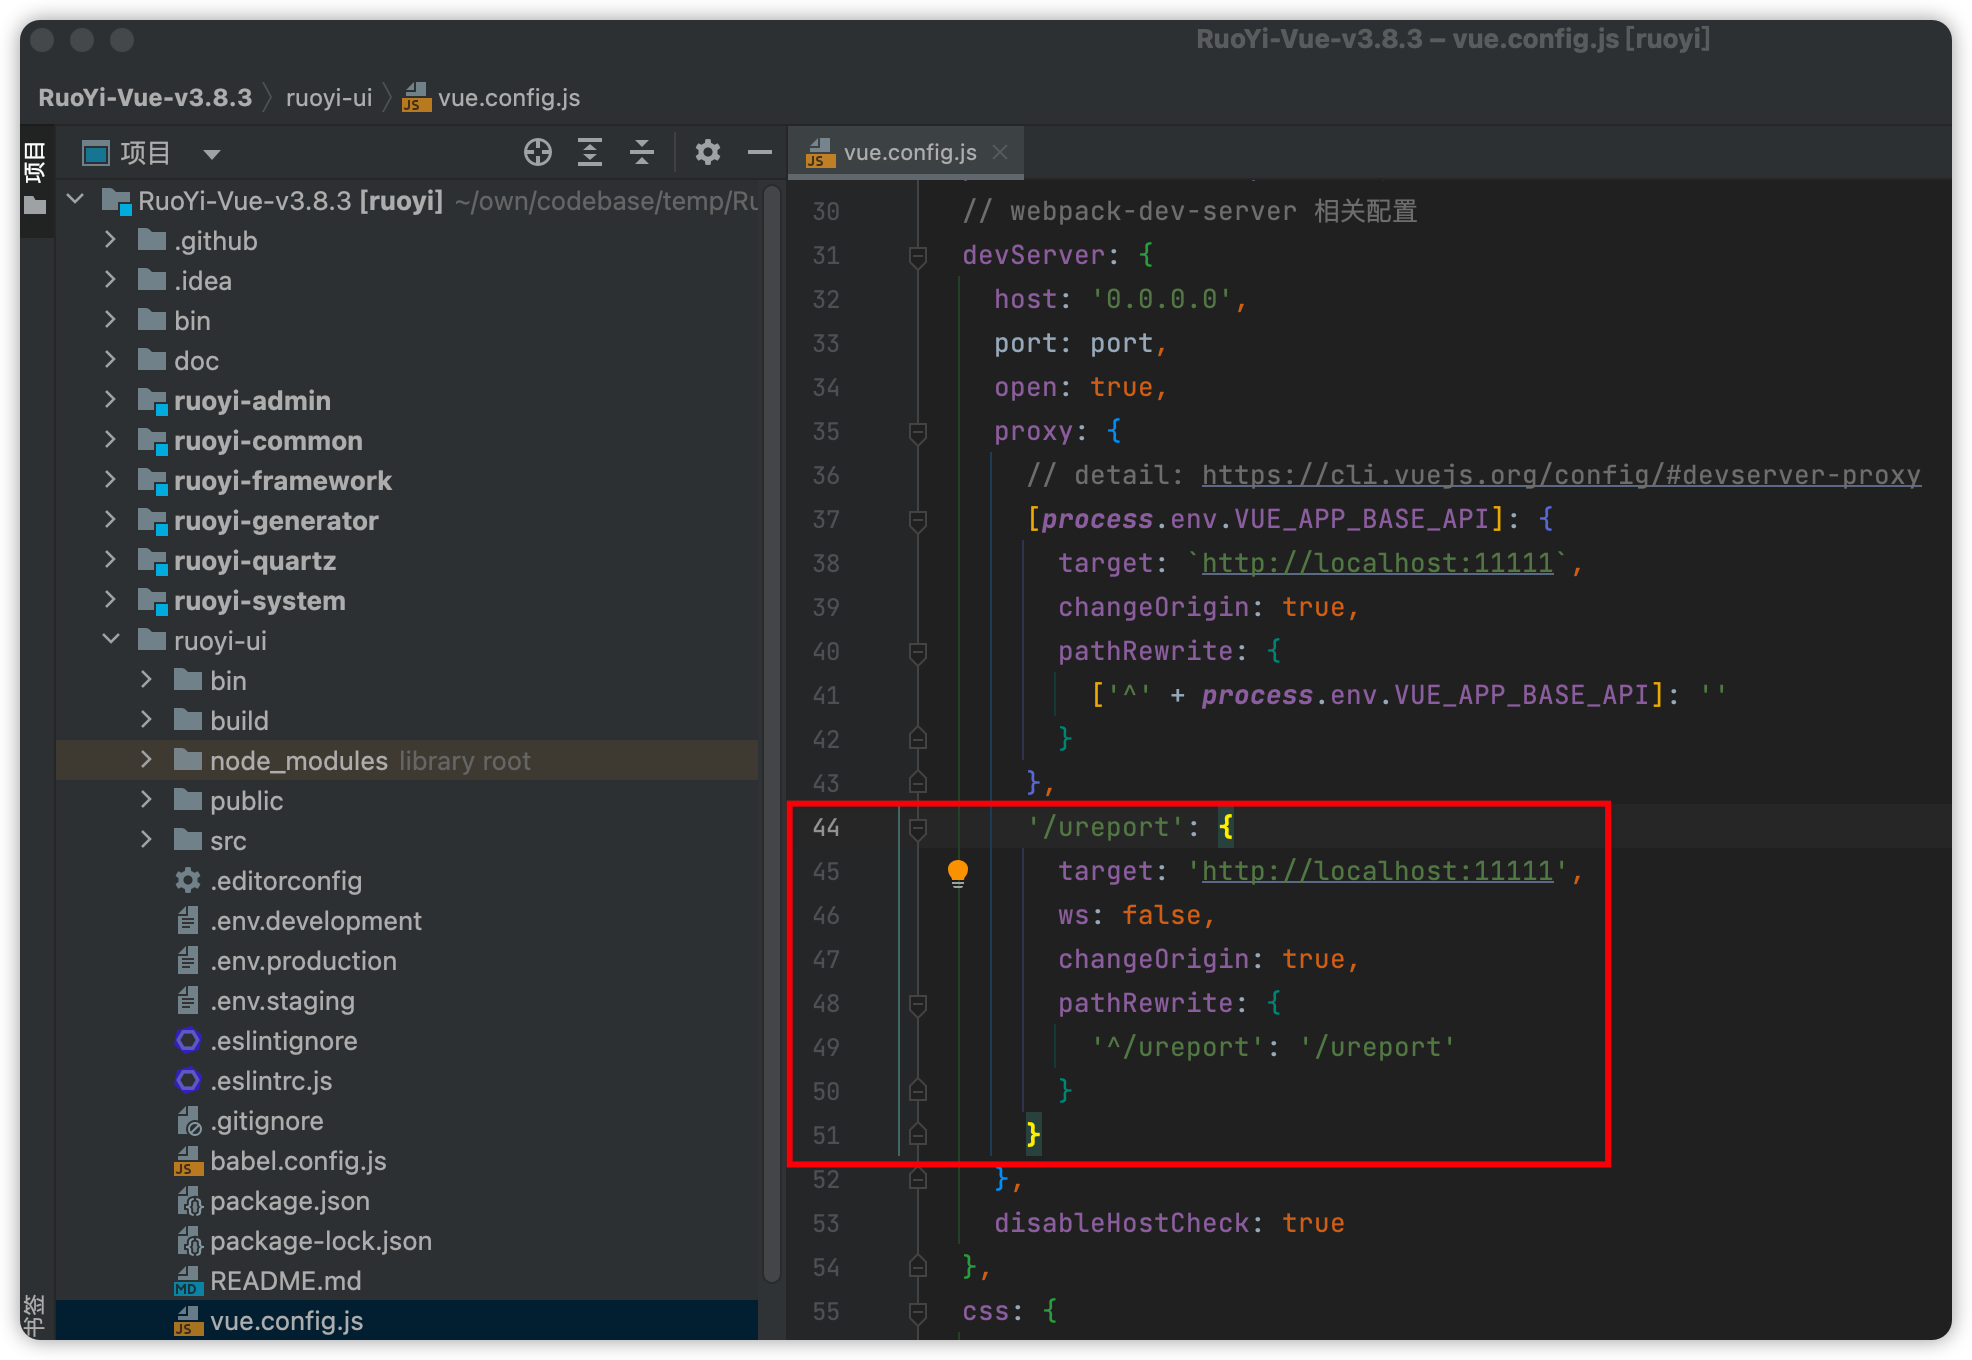 RuoYi-Vue-v3.8.3 – vue.config.js [ruoyi]
RuoYi-Vue-v3.8.3 ruoyi-ui vue.config.js
项目
项目
vue.config.js
RuoYi-Vue-v3.8.3 [ruoyi] ~/own/codebase/temp/Ru
.github
.idea
bin
doc
ruoyi-admin
ruoyi-common
ruoyi-framework
ruoyi-generator
ruoyi-quartz
ruoyi-system
ruoyi-ui
bin
build
node_modules library root
public
src
.editorconfig
.env.development
.env.production
.env.staging
.eslintignore
.eslintrc.js
.gitignore
babel.config.js
package.json
package-lock.json
README.md
vue.config.js
书签
30 // webpack-dev-server 相关配置
31 devServer: {
32 host: '0.0.0.0',
33 port: port,
34 open: true,
35 proxy: {
36 // detail: https://cli.vuejs.org/config/#devserver-proxy
37 [process.env.VUE_APP_BASE_API]: {
38 target: `http://localhost:11111`,
39 changeOrigin: true,
40 pathRewrite: {
41 ['^' + process.env.VUE_APP_BASE_API]: ''
42 }
43 },
44 '/ureport': {
45 target: 'http://localhost:11111',
46 ws: false,
47 changeOrigin: true,
48 pathRewrite: {
49 '^/ureport': '/ureport'
50 }
51 }
52 },
53 disableHostCheck: true
54 },
55 css: {